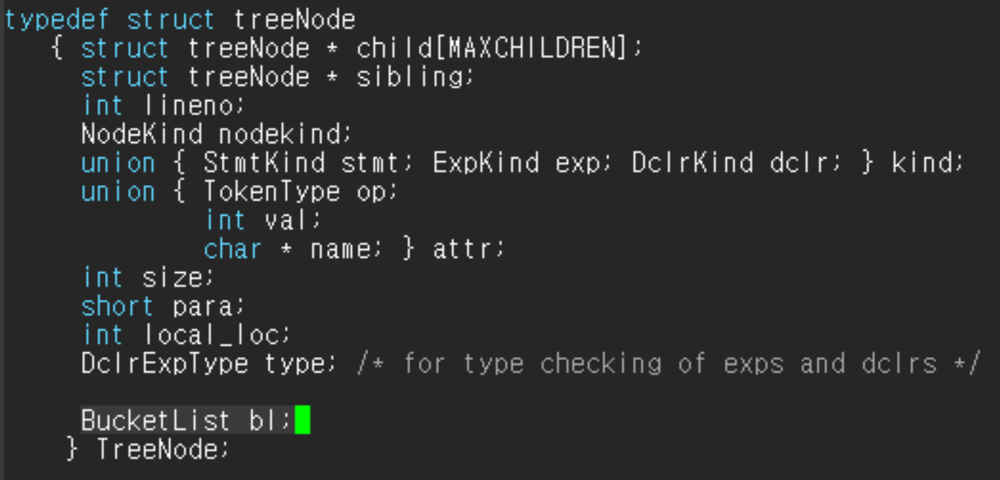 typedef struct treeNode
{ struct treeNode * child[MAXCHILDREN];
struct treeNode * sibling;
int lineno;
NodeKind nodekind;
union { StmtKind stmt; ExpKind exp; DclrKind dclr; } kind;
union { TokenType op;
int val;
char * name; } attr;
int size;
short para;
int local_loc;
DclrExpType type; /* for type checking of exps and dclrs */
BucketList bl;
} TreeNode;